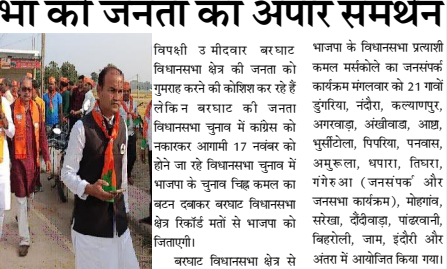 भा को जनता का अपार समर्थन
विपक्षी उ मीदवार बरघाट
विधानसभा क्षेत्र की जनता को
गुमराह करने की कोशिश कर रहे हैं
लेकिन बरघाट की जनता
विधानसभा चुनाव में कांग्रेस को
नकारकर आगामी 17 नवंबर को
होने जा रहे विधानसभा चुनाव में
भाजपा के चुनाव चिह्न कमल का
बटन दबाकर बरघाट विधानसभा
क्षेत्र रिकॉर्ड मतों से भाजपा को
जिताएगी।
बरघाट विधानसभा क्षेत्र से
भाजपा के विधानसभा प्रत्याशी
कमल मर्सकोले का जनसंपर्क
कार्यक्रम मंगलवार को 21 गावों
डुंगरिया, नंदौरा, कल्याणपुर,
अगरवाड़ा, अंखीवाडा, आष्टा,
भुर्सीटोला, पिपरिया, पनवास,
अमुरूला, धपारा, तिघरा,
गंगेरुआ (जनसंपर्क और
जनसभा कार्यक्रम), मोहगांव,
सरेखा, दौंदीवाड़ा, पांढरवानी,
बिहरोली, जाम, इंदौरी और
अंतरा में आयोजित किया गया।